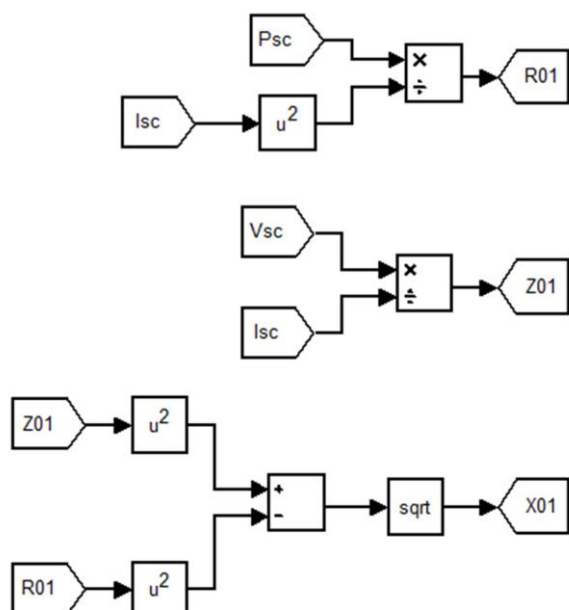 Psc
×
÷
R01
Isc
u²
Vsc
×
÷
Z01
Isc
Z01
u²
+
−
sqrt
X01
R01
u²